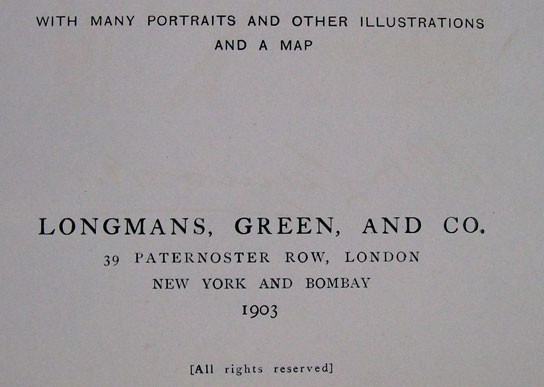 WITH MANY PORTRAITS AND OTHER ILLUSTRATIONS
AND A MAP
LONGMANS, GREEN, AND CO.
39 PATERNOSTER ROW, LONDON
NEW YORK AND BOMBAY
1903
[All rights reserved]